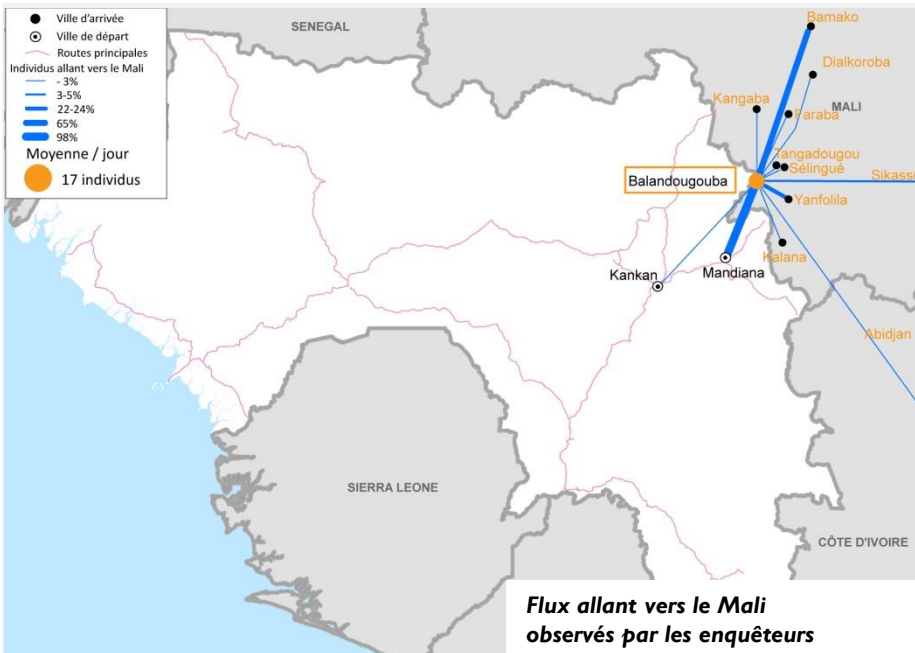 Ville d'arrivée
Ville de départ
Routes principales
Individus allant vers le Mali
- 3%
3-5%
22-24%
65%
98%
Moyenne / jour
17 individus
SENEGAL
Bamako
Dialkoroba
MALI
Kangaba
Faraba
Tangadougou
Sélingué
Balandougouba
Sikasso
Yanfolila
Kalana
Kankan
Mandiana
Abidjan
SIERRA LEONE
CÔTE D'IVOIRE
Flux allant vers le Mali
observés par les enquêteurs